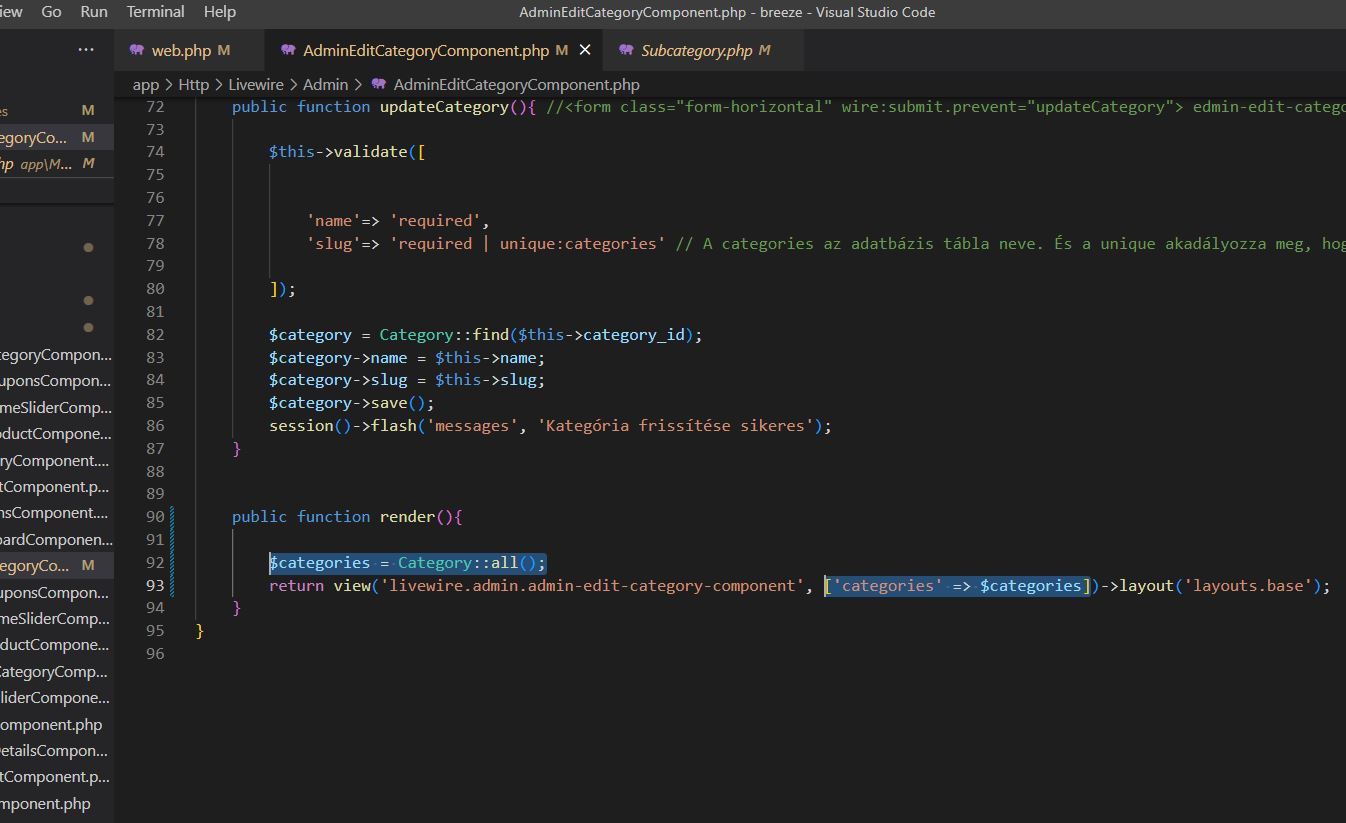 iew Go Run Terminal Help AdminEditCategoryComponent.php - breeze - Visual Studio Code
··· web.php M AdminEditCategoryComponent.php M × Subcategory.php M
app > Http > Livewire > Admin > AdminEditCategoryComponent.php
es M
egoryCo... M
hp app\M... M
tegoryCompon...
uponsCompon...
meSliderComp...
oductCompone...
ryComponent....
tComponent.p...
nsComponent....
oardComponen...
egoryCo... M
uponsCompon...
meSliderComp...
ductCompone...
CategoryComp...
liderCompone...
omponent.php
etailsCompon...
tComponent.p...
mponent.php
72 public function updateCategory(){ //<form class="form-horizontal" wire:submit.prevent="updateCategory"> edmin-edit-catego
73
74 $this->validate([
75
76
77 'name'=> 'required',
78 'slug'=> 'required | unique:categories' // A categories az adatbázis tábla neve. És a unique akadályozza meg, hog
79
80 ]);
81
82 $category = Category::find($this->category_id);
83 $category->name = $this->name;
84 $category->slug = $this->slug;
85 $category->save();
86 session()->flash('messages', 'Kategória frissítése sikeres');
87 }
88
89
90 public function render(){
91
92 $categories = Category::all();
93 return view('livewire.admin.admin-edit-category-component', ['categories' => $categories])->layout('layouts.base');
94 }
95 }
96